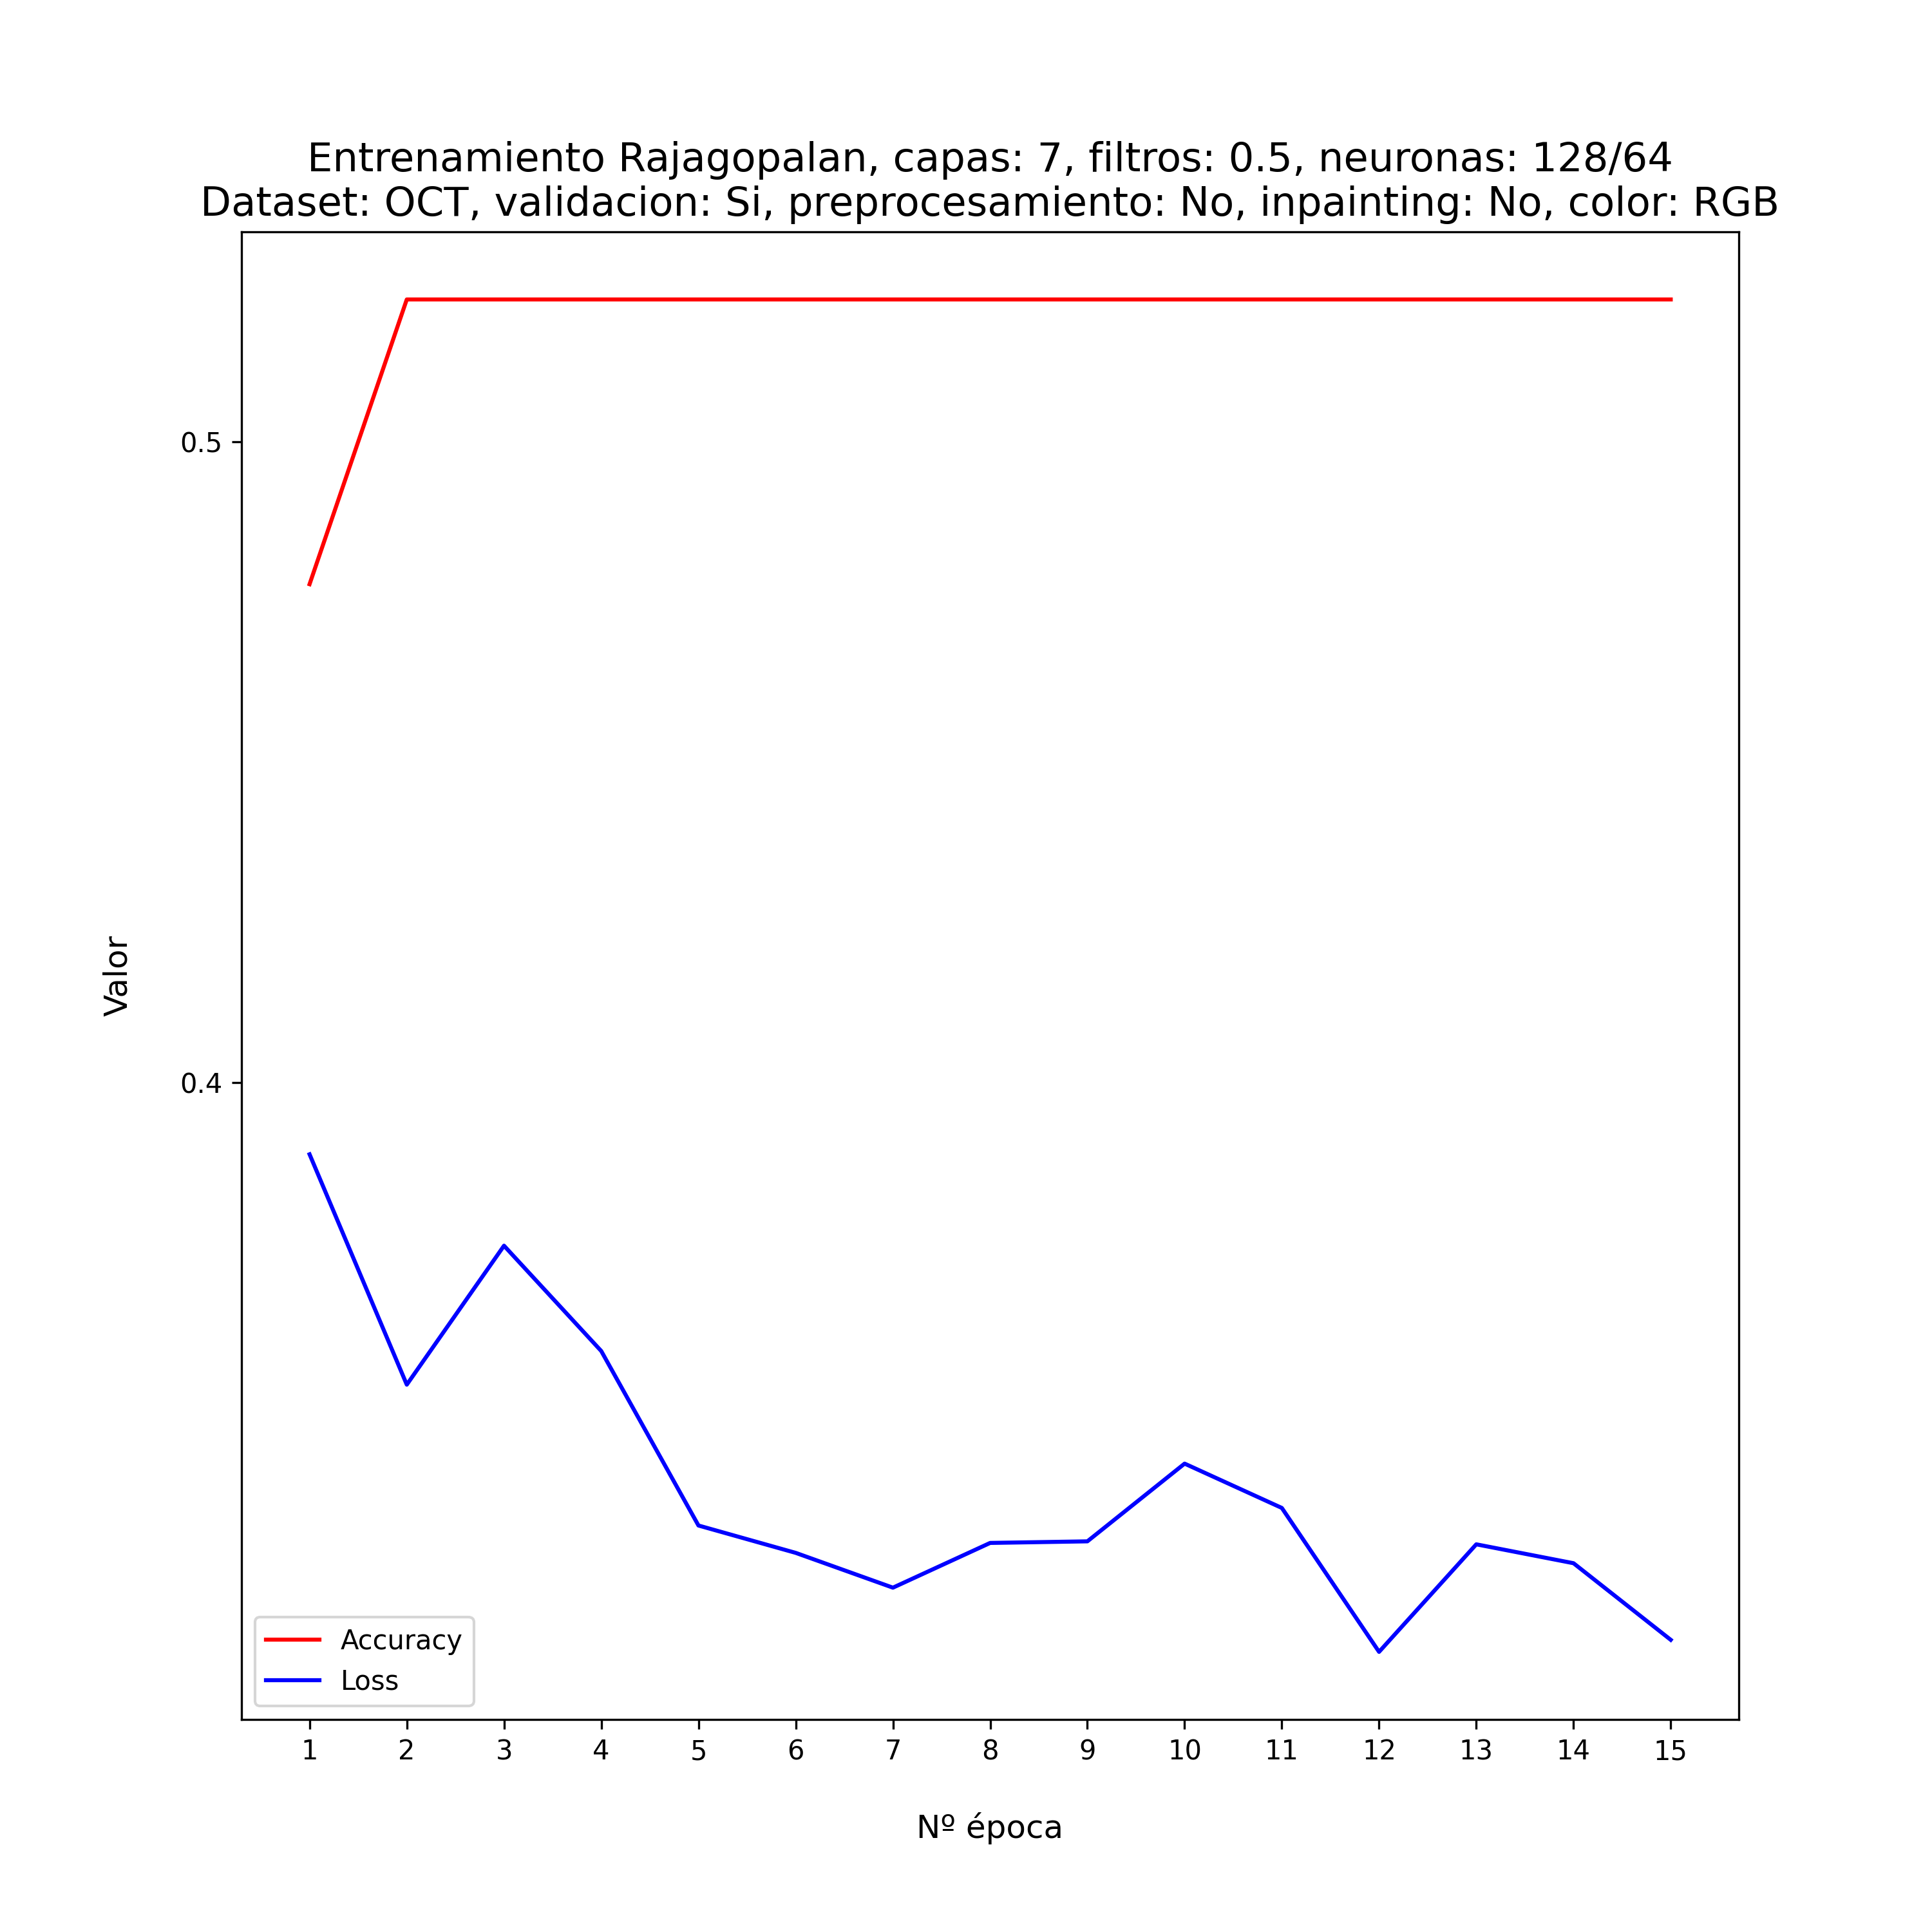 Entrenamiento Rajagopalan, capas: 7, filtros: 0.5, neuronas: 128/64
Dataset: OCT, validacion: Si, preprocesamiento: No, inpainting: No, color: RGB
0.5
0.4
Valor
Accuracy
Loss
1 2 3 4 5 6 7 8 9 10 11 12 13 14 15
Nº época